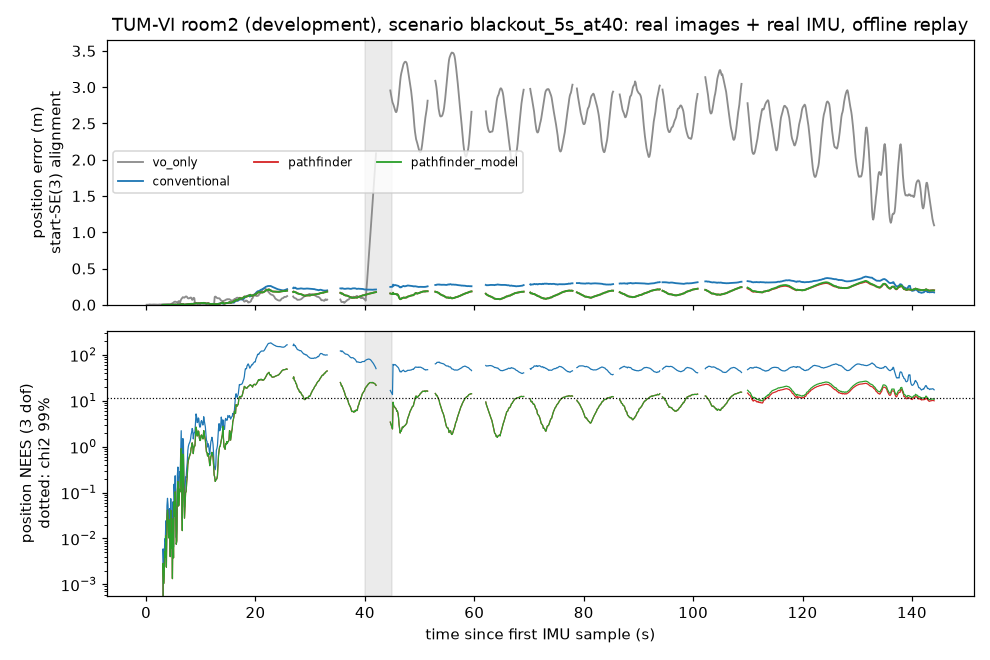 TUM-VI room2 (development), scenario blackout_5s_at40: real images + real IMU, offline replay
position error (m)
start-SE(3) alignment
3.5
3.0
2.5
2.0
1.5
1.0
0.5
0.0
vo_only
conventional
pathfinder
pathfinder_model
position NEES (3 dof)
dotted: chi2 99%
10²
10¹
10⁰
10⁻¹
10⁻²
10⁻³
0 20 40 60 80 100 120 140
time since first IMU sample (s)